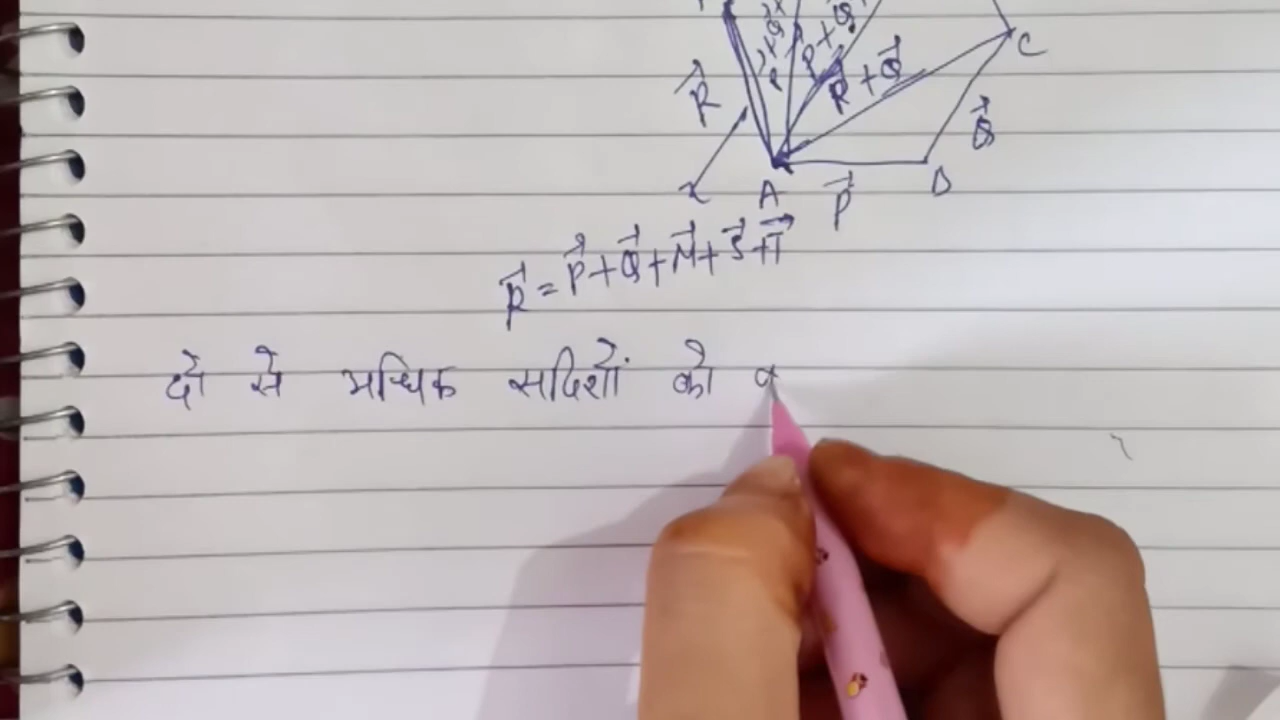 R⃗ P⃗+Q⃗+ P⃗+Q⃗ R⃗+Q⃗ C
Q⃗
x A P⃗ D
R⃗ = P⃗+Q⃗+M⃗+S⃗+T⃗
दो से अधिक सदिशों को